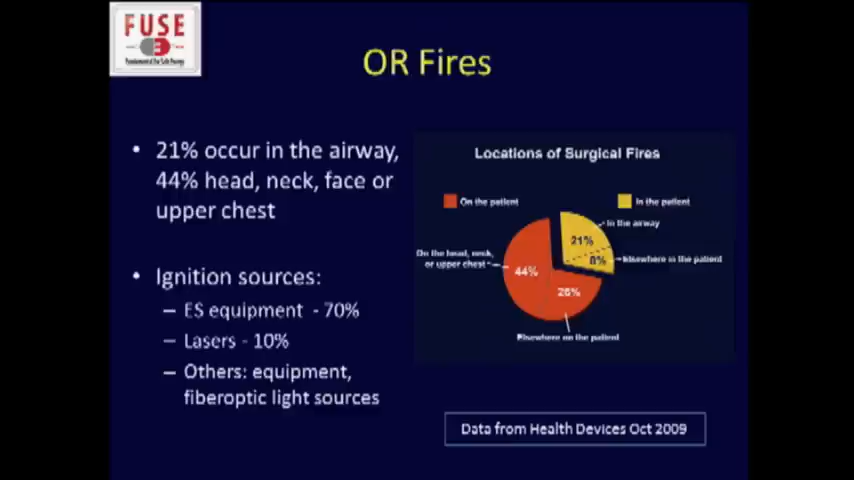 FUSE
OR Fires
• 21% occur in the airway,
44% head, neck, face or
upper chest
• Ignition sources:
– ES equipment - 70%
– Lasers - 10%
– Others: equipment,
fiberoptic light sources
Locations of Surgical Fires
On the patient
In the patient
In the airway
21%
8%
Elsewhere in the patient
On the head, neck,
or upper chest
44%
26%
Elsewhere on the patient
Data from Health Devices Oct 2009